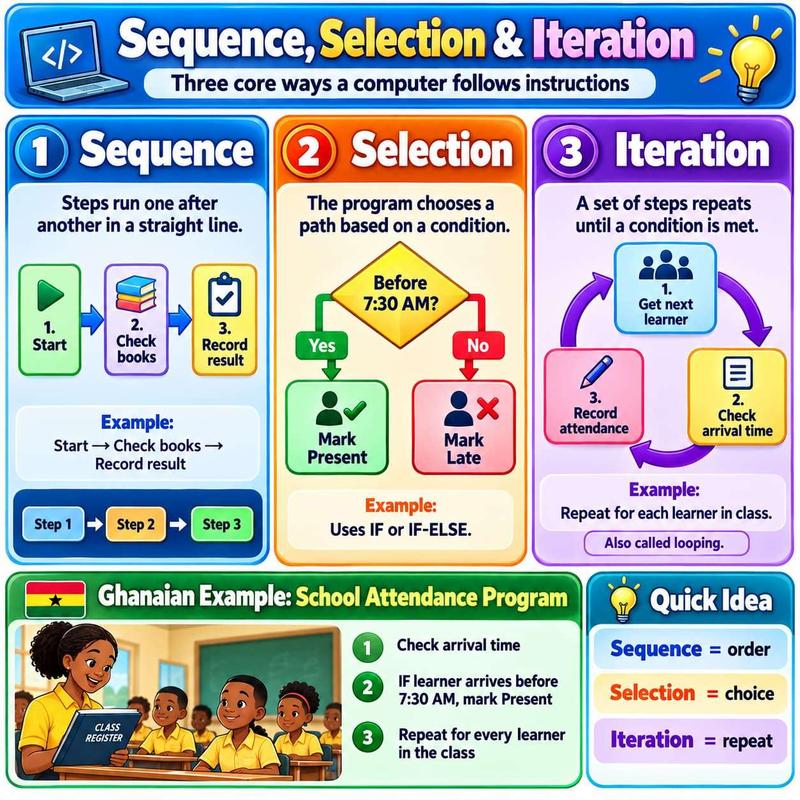 </>
Sequence, Selection & Iteration
Three core ways a computer follows instructions
1 Sequence
Steps run one after
another in a straight line.
1.
Start
2.
Check
books
3.
Record
result
Example:
Start → Check books →
Record result
Step 1 → Step 2 → Step 3
2 Selection
The program chooses a
path based on a condition.
Before
7:30 AM?
Yes
No
Mark
Present
Mark
Late
Example:
Uses IF or IF-ELSE.
3 Iteration
A set of steps repeats
until a condition is met.
1.
Get next
learner
2.
Check
arrival time
3.
Record
attendance
Example:
Repeat for each learner in class.
Also called looping.
Ghanaian Example: School Attendance Program
CLASS
REGISTER
1 Check arrival time
2 IF learner arrives before
7:30 AM, mark Present
3 Repeat for every learner
in the class
Quick Idea
Sequence = order
Selection = choice
Iteration = repeat